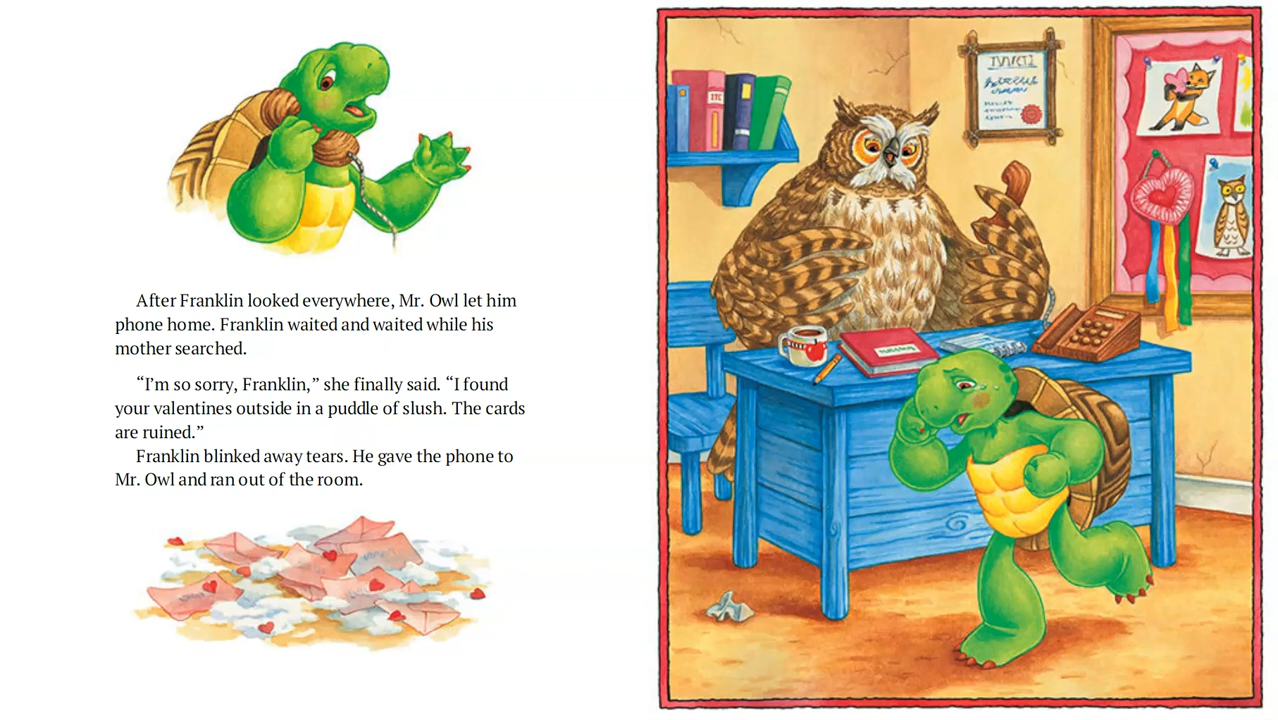 After Franklin looked everywhere, Mr. Owl let him
phone home. Franklin waited and waited while his
mother searched.
“I'm so sorry, Franklin,” she finally said. “I found
your valentines outside in a puddle of slush. The cards
are ruined.”
Franklin blinked away tears. He gave the phone to
Mr. Owl and ran out of the room.